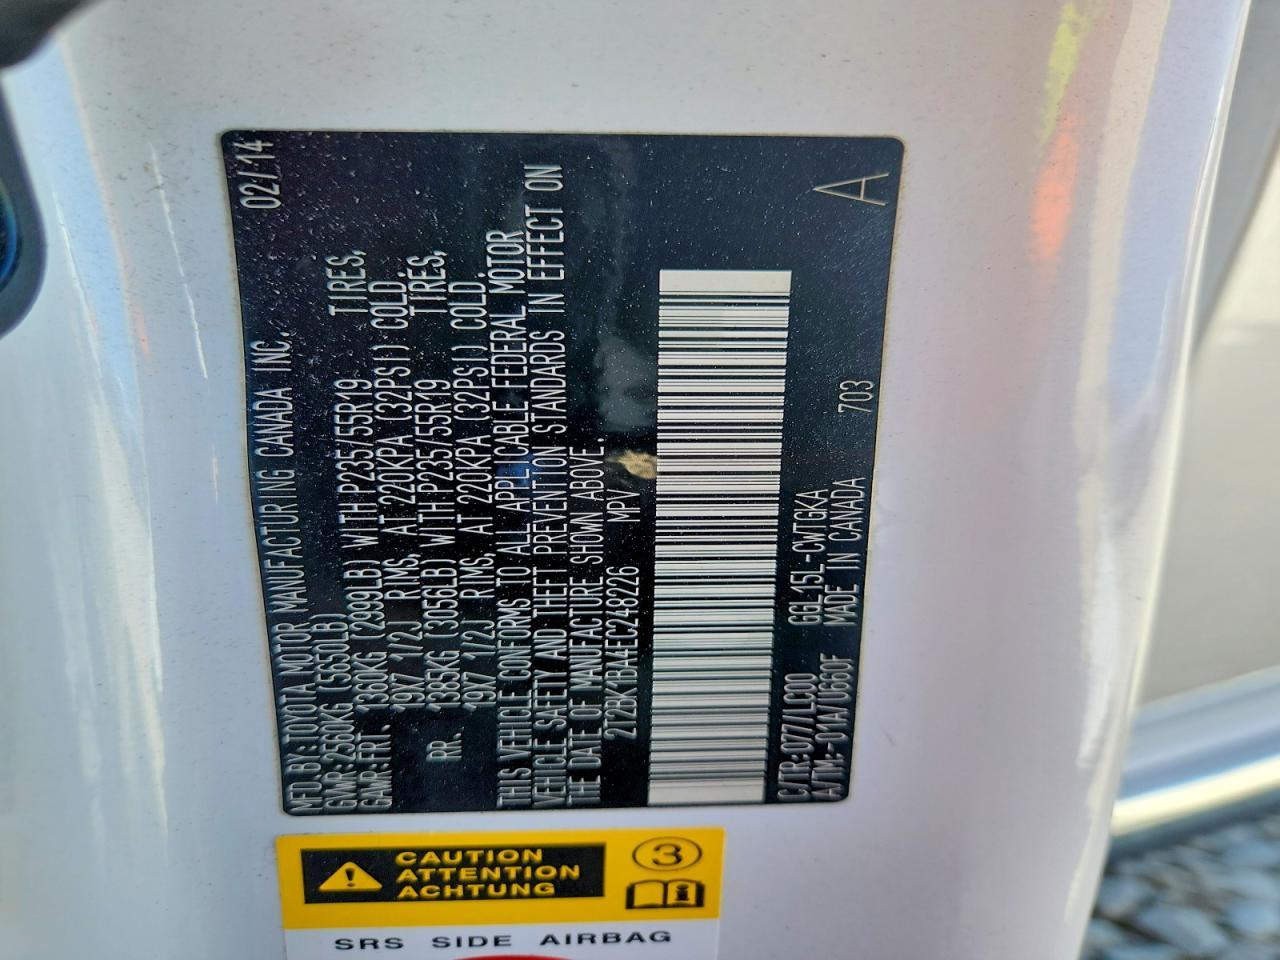 MFD.BY:TOYOTA MOTOR MANUFACTURING CANADA INC. 02/14
GVWR:2580KG (5550LB)
GAWR:FRT. 1360KG (2999LB) WITH P235/55R19 TIRES,
19X7 1/2J RIMS, AT 220KPA (32PSI) COLD.
RR. 1385KG (3056LB) WITH P235/55R19 TIRES,
19X7 1/2J RIMS, AT 220KPA (32PSI) COLD.
THIS VEHICLE CONFORMS TO ALL APPLICABLE FEDERAL MOTOR
VEHICLE SAFETY AND THEFT PREVENTION STANDARDS IN EFFECT ON
THE DATE OF MANUFACTURE SHOWN ABOVE.
2T2BK1BA4EC248226 MPV
C/TR:077/LC00 GGL15L-CWTGKA 703
A/TM:-01A/U660F MADE IN CANADA
A
CAUTION
ATTENTION
ACHTUNG
3
i
SRS SIDE AIRBAG